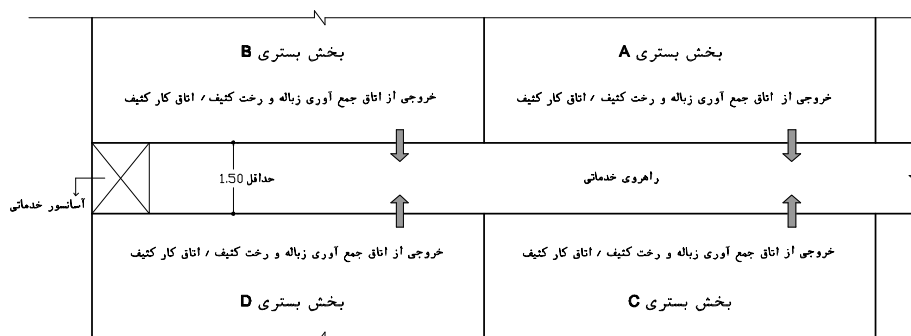 بخش بستری A
بخش بستری B
خروجی از اتاق جمع آوری زباله و رخت کثیف / اتاق کار کثیف
خروجی از اتاق جمع آوری زباله و رخت کثیف / اتاق کار کثیف
راهروی خدماتی
حداقل 1.50
آسانسور خدماتی
خروجی از اتاق جمع آوری زباله و رخت کثیف / اتاق کار کثیف
خروجی از اتاق جمع آوری زباله و رخت کثیف / اتاق کار کثیف
بخش بستری C
بخش بستری D